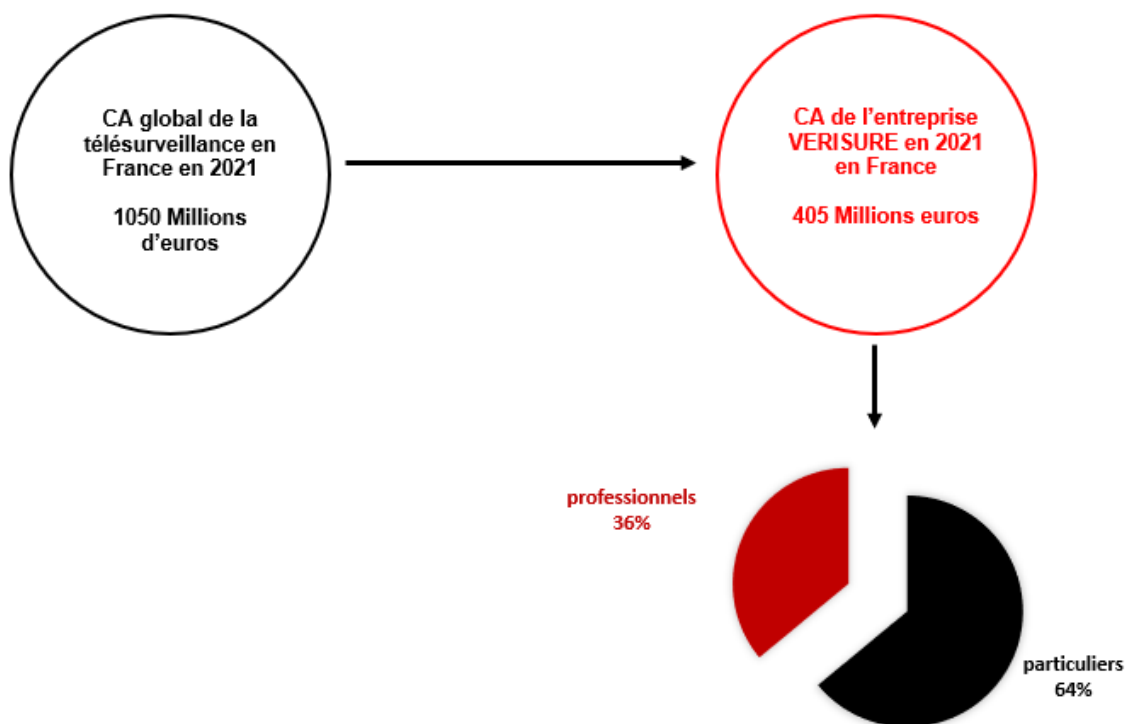 CA global de la
télésurveillance en
France en 2021
1050 Millions
d'euros
CA de l'entreprise
VERISURE en 2021
en France
405 Millions euros
professionnels
36%
particuliers
64%